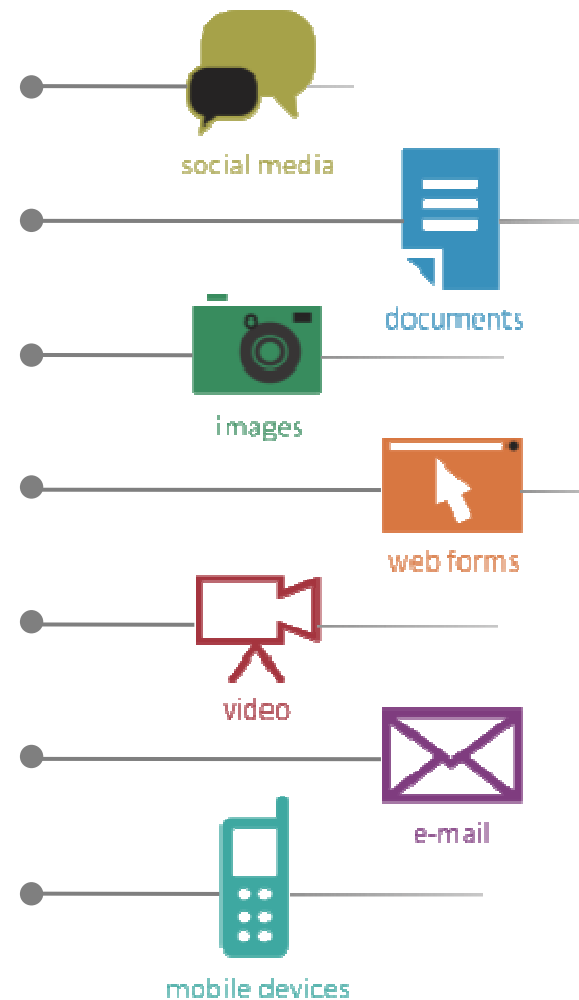 social media
documents
images
web forms
video
e-mail
mobile devices